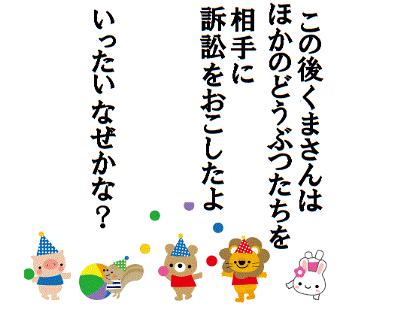 この後くまさんは
ほかのどうぶつたちを
相手に
訴訟をおこしたよ
いったいなぜかな？